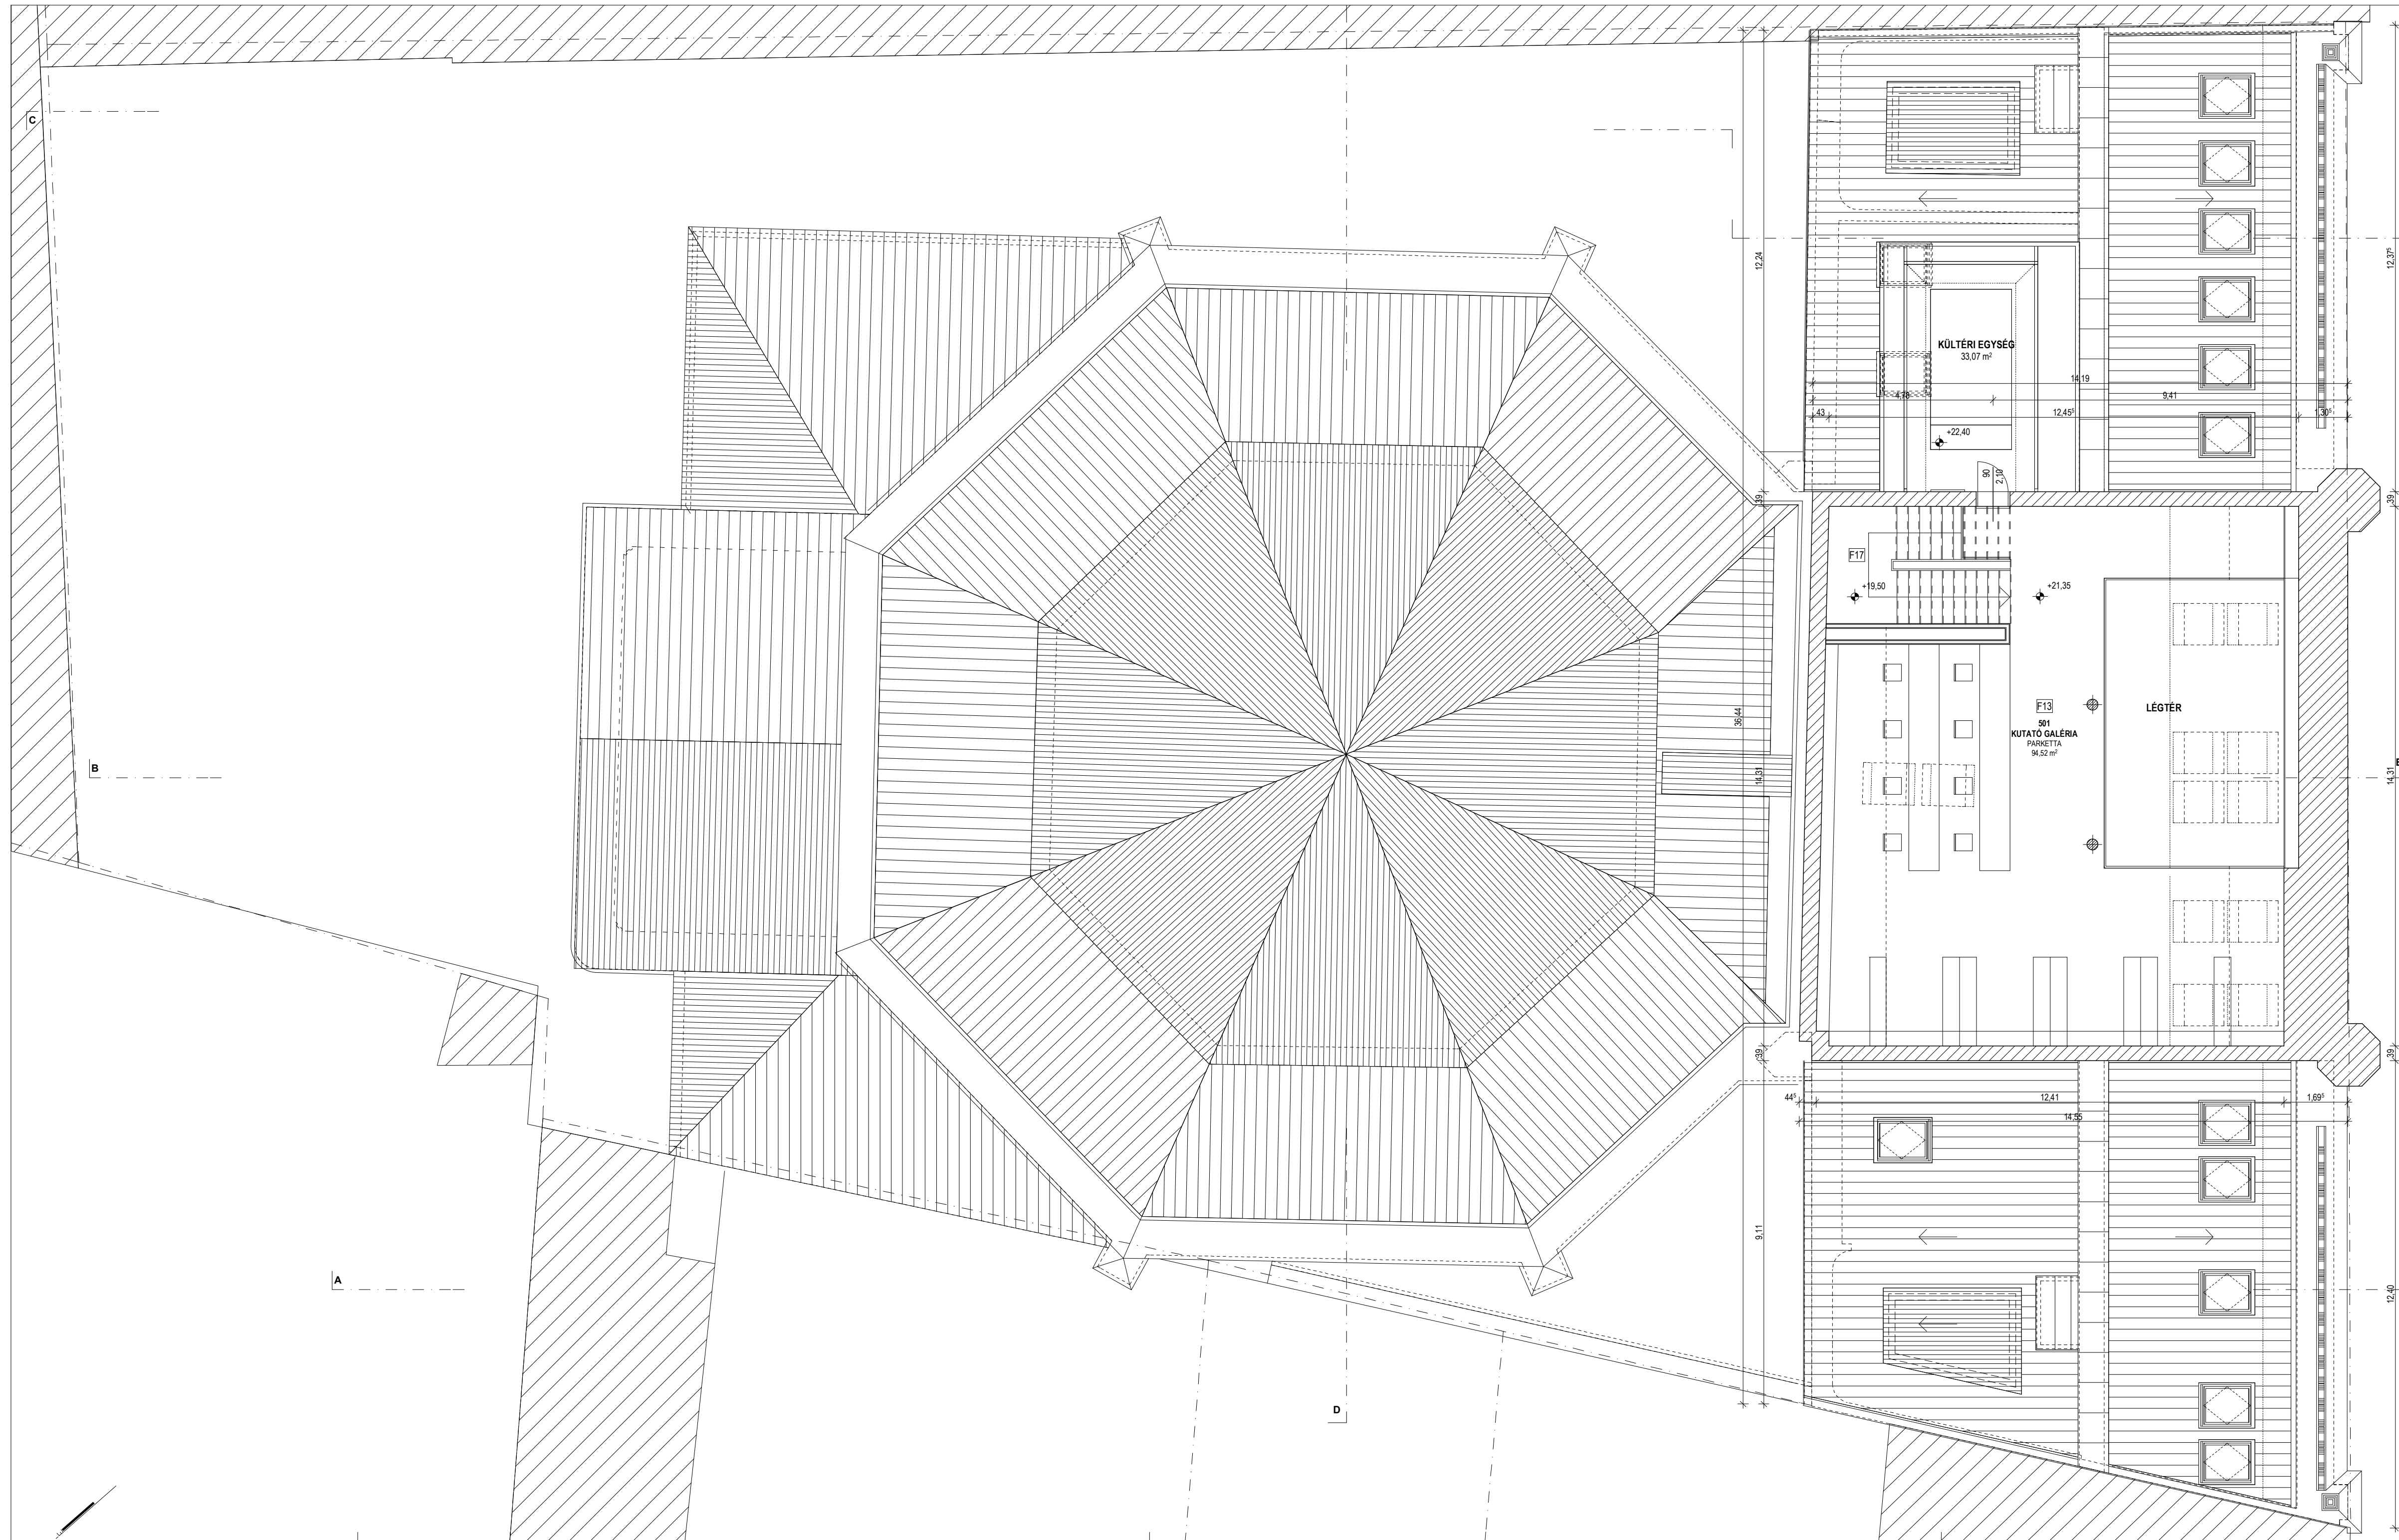 C
12,24
12,37⁵
KÜLTÉRI EGYSÉG
33,07 m²
14,19
4,78
9,41
43
12,45⁵
1,30⁵
+22,40
90
2,10
39
39
F17
+19,50
+21,35
36,44
F13
501
KUTATÓ GALÉRIA
PARKETTA
94,52 m²
LÉGTÉR
B
14,31
14,31
39
39
44⁵
12,41
1,69⁵
14,55
9,11
12,40
A
D